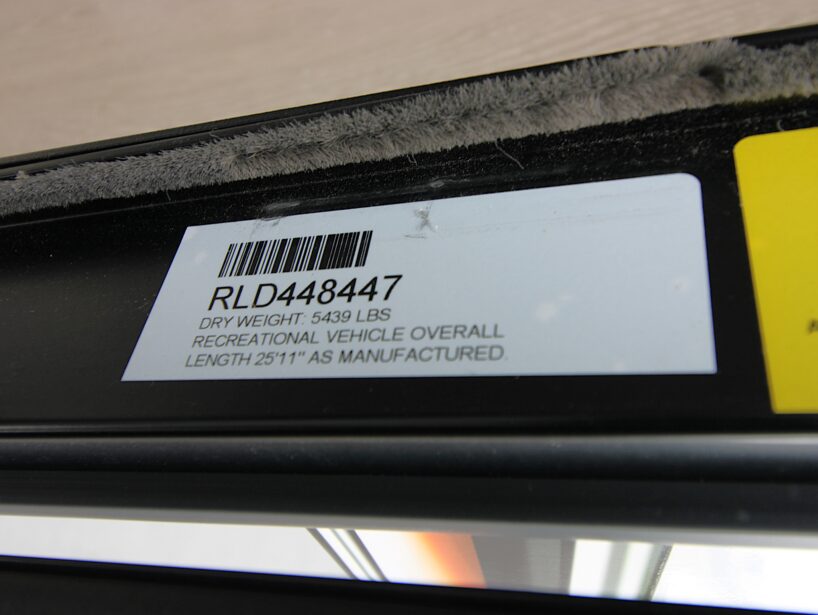 RLD448447
DRY WEIGHT: 5439 LBS
RECREATIONAL VEHICLE OVERALL
LENGTH 25'11" AS MANUFACTURED.